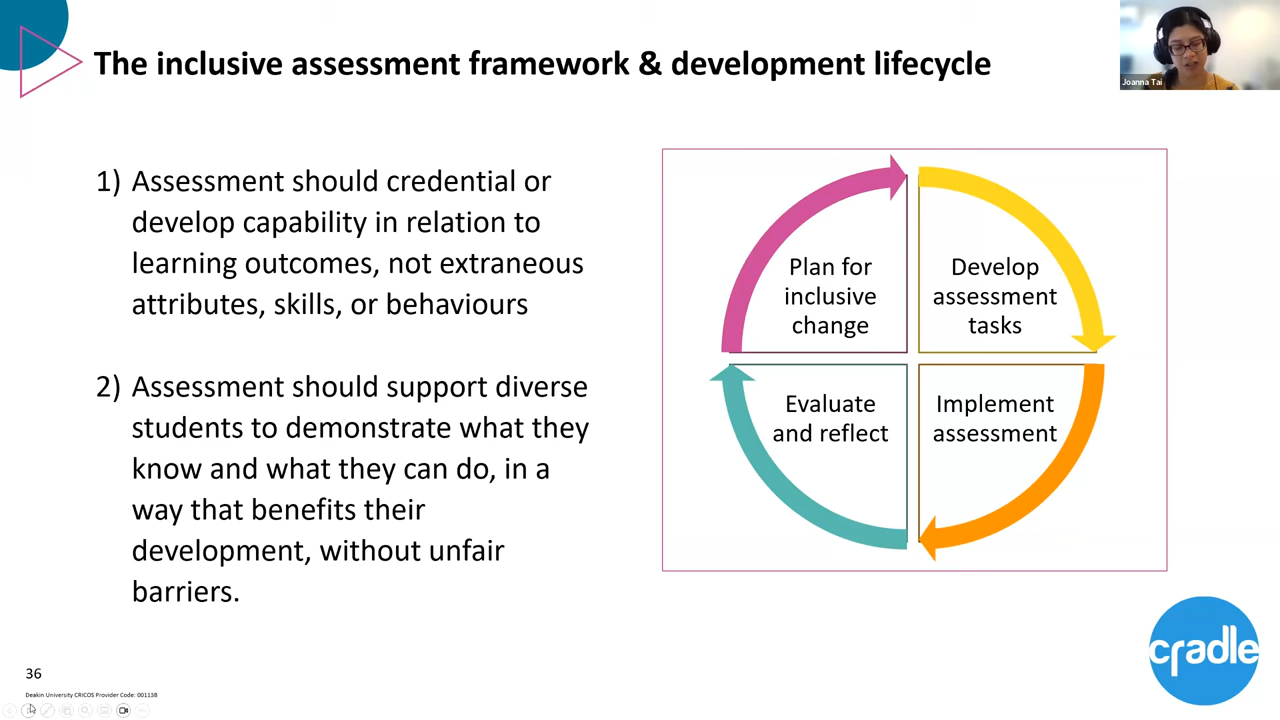 The inclusive assessment framework & development lifecycle
Joanna Tai
1) Assessment should credential or
develop capability in relation to
learning outcomes, not extraneous
attributes, skills, or behaviours
2) Assessment should support diverse
students to demonstrate what they
know and what they can do, in a
way that benefits their
development, without unfair
barriers.
Plan for
inclusive
change
Develop
assessment
tasks
Evaluate
and reflect
Implement
assessment
cradle
36
Deakin University CRICOS Provider Code: 00113B